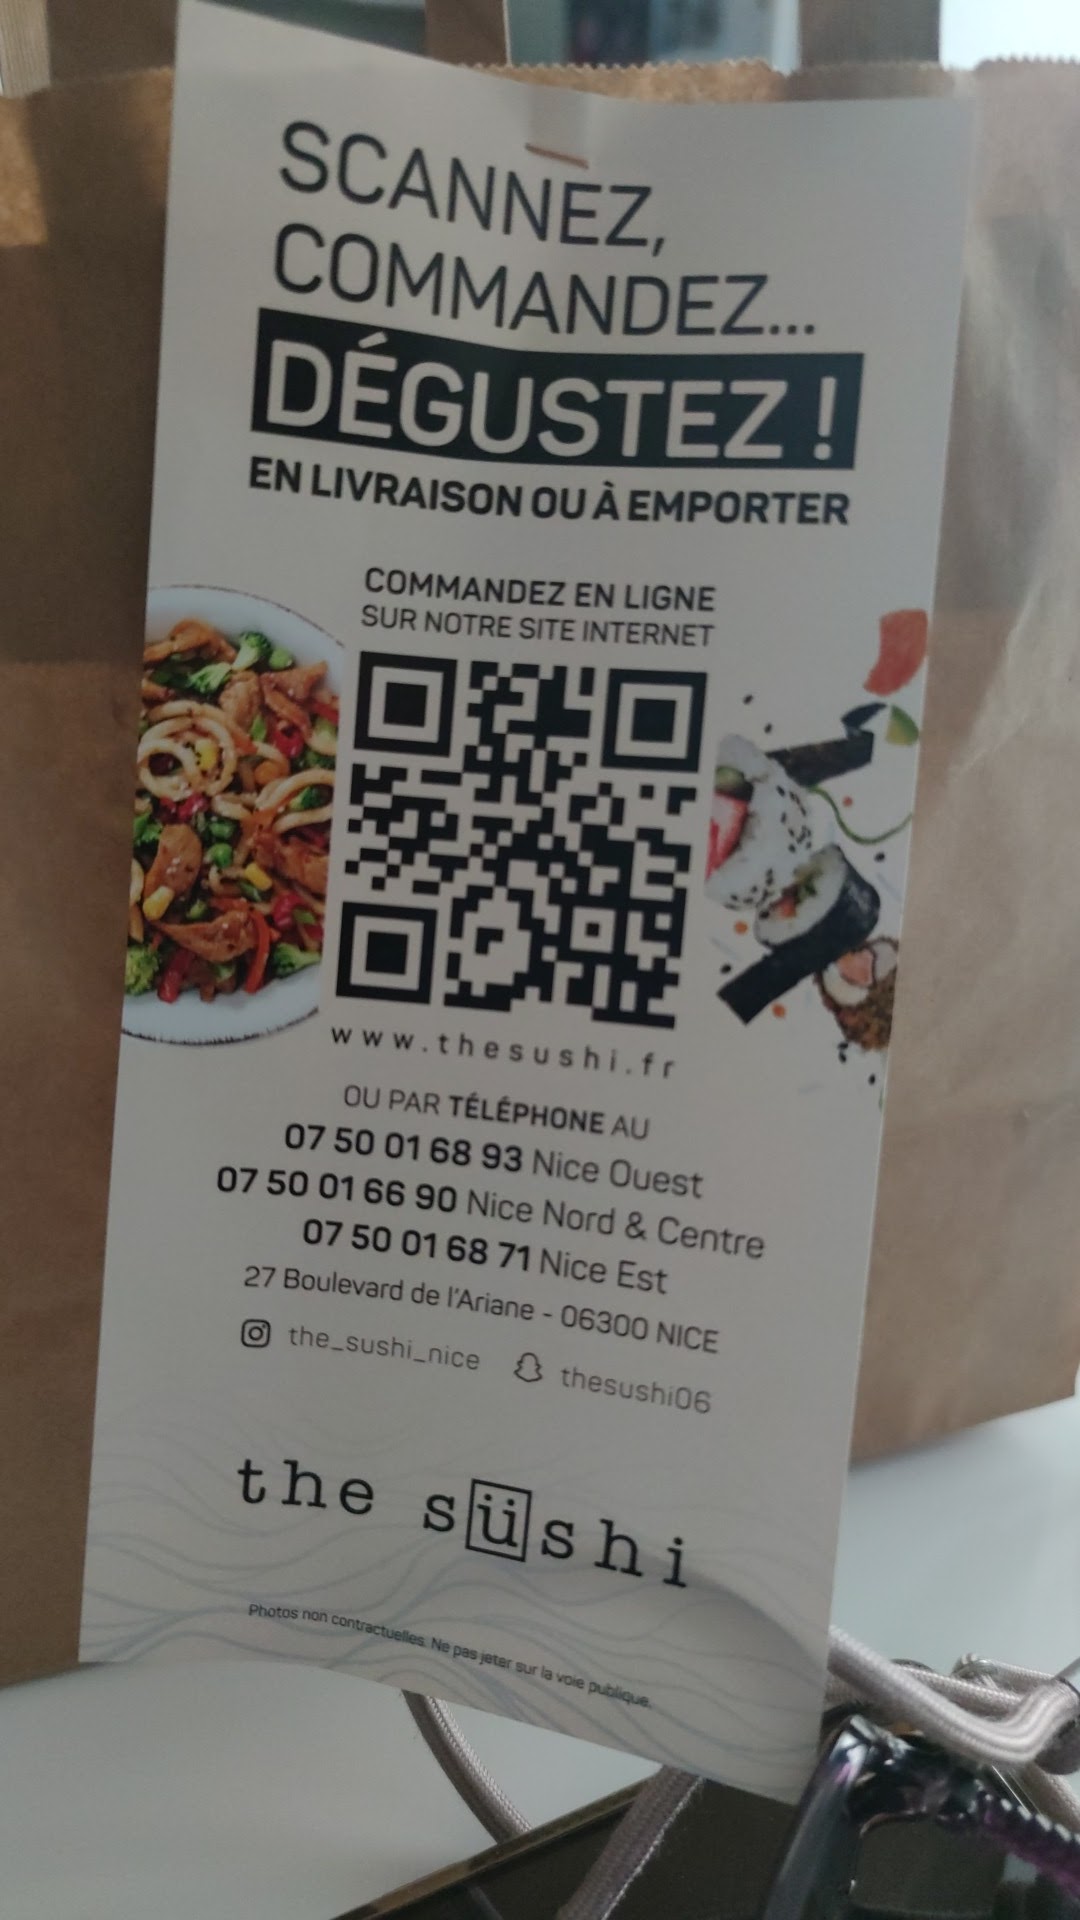 SCANNEZ,
COMMANDEZ...
DÉGUSTEZ !
EN LIVRAISON OU À EMPORTER
COMMANDEZ EN LIGNE
SUR NOTRE SITE INTERNET
www.thesushi.fr
OU PAR TÉLÉPHONE AU
07 50 01 68 93 Nice Ouest
07 50 01 66 90 Nice Nord & Centre
07 50 01 68 71 Nice Est
27 Boulevard de l'Ariane - 06300 NICE
the_sushi_nice thesushi06
the süshi
Photos non contractuelles. Ne pas jeter sur la voie publique.